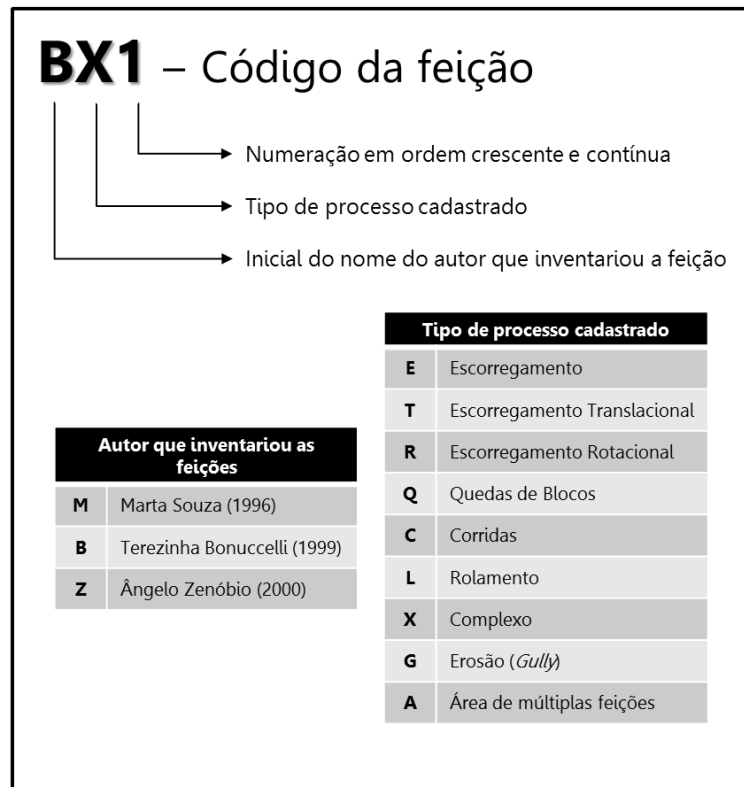 BX1 – Código da feição
Numeração em ordem crescente e contínua
Tipo de processo cadastrado
Inicial do nome do autor que inventariou a feição
Tipo de processo cadastrado
E Escorregamento
T Escorregamento Translacional
R Escorregamento Rotacional
Q Quedas de Blocos
C Corridas
L Rolamento
X Complexo
G Erosão (Gully)
A Área de múltiplas feições
Autor que inventariou as
feições
M Marta Souza (1996)
B Terezinha Bonuccelli (1999)
Z Ângelo Zenóbio (2000)